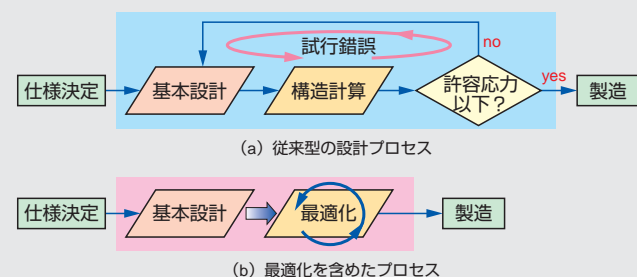 試行錯誤
no
仕様決定
基本設計
構造計算
許容応力
以下？
yes
製造
（a）従来型の設計プロセス
仕様決定
基本設計
最適化
製造
（b）最適化を含めたプロセス